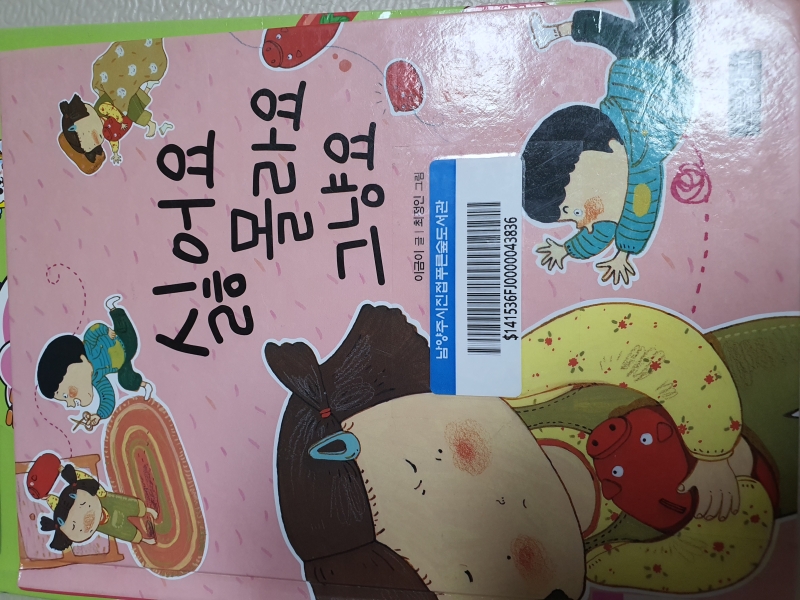 싫어요
몰라요
그냥요
이금이 글 | 최정인 그림
남양주시진접푸른숲도서관
$141536FJ0000043836